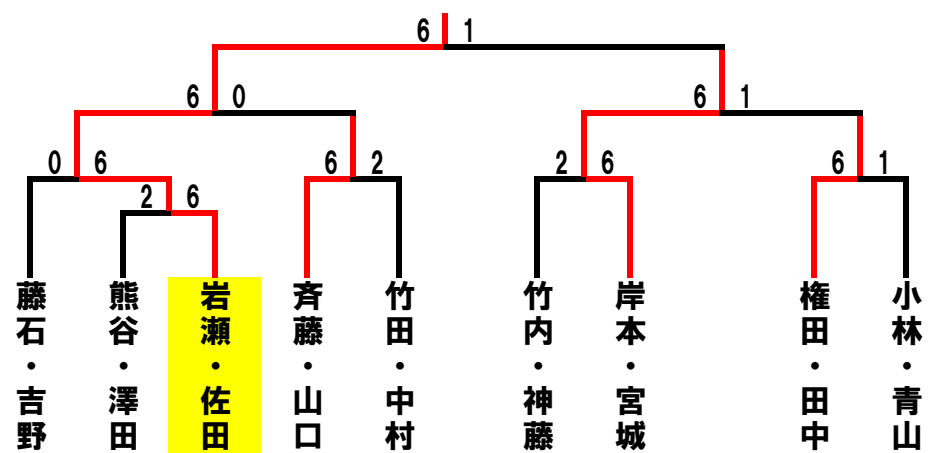 6 1
6 0
6 1
0 6
6 2
2 6
6 1
2 6
藤石・吉野
熊谷・澤田
岩瀬・佐田
斉藤・山口
竹田・中村
竹内・神藤
岸本・宮城
権田・田中
小林・青山